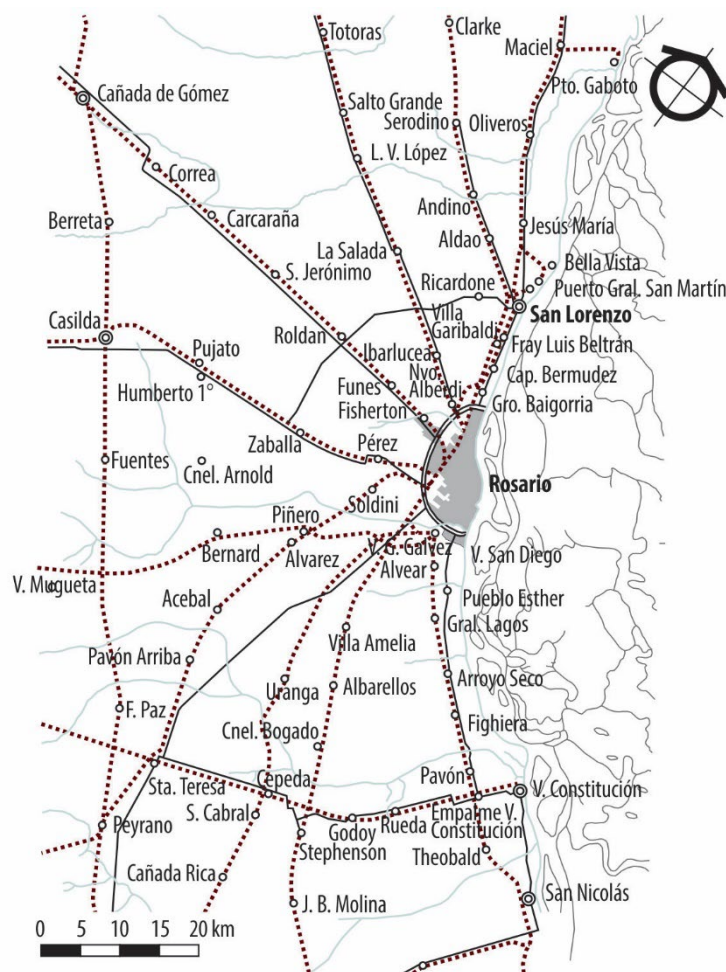 Totoras
Clarke
Maciel
Pto. Gaboto
Cañada de Gómez
Salto Grande
Serodino
Oliveros
L. V. López
Correa
Andino
Carcaraña
Berreta
Jesús María
Aldao
La Salada
Bella Vista
S. Jerónimo
Ricardone
Puerto Gral. San Martín
San Lorenzo
Villa
Garibaldi
Casilda
Roldan
Pujato
Ibarlucea
Fray Luis Beltrán
Nvo
Alberdi
Cap. Bermudez
Humberto 1°
Funes
Fisherton
Gro. Baigorria
Zaballa
Pérez
Fuentes
Cnel. Arnold
Soldini
Rosario
Piñero
Bernard
Alvarez
V. G. Galvez
V. San Diego
Alvear
V. Mugueta
Acebal
Pueblo Esther
Gral. Lagos
Villa Amelia
Pavón Arriba
Arroyo Seco
Uranga
Albarellos
F. Paz
Fighiera
Cnel. Bogado
Pavón
Sta. Teresa
Cepeda
V. Constitución
S. Cabral
Rueda
Empalme V.
Constitución
Peyrano
Godoy
Stephenson
Theobald
Cañada Rica
San Nicolás
J. B. Molina
0 5 10 20 km